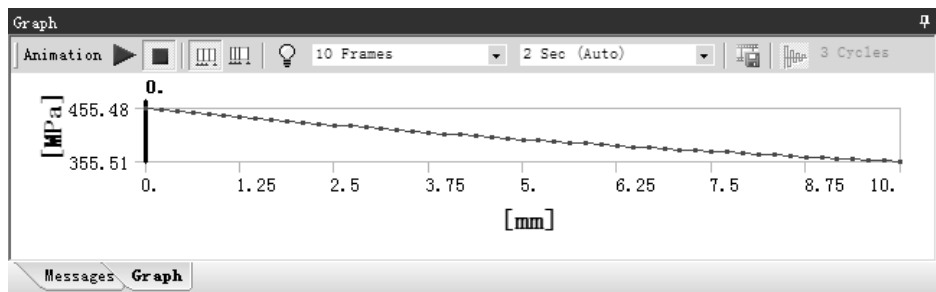 Graph
Animation 10 Frames 2 Sec (Auto) 3 Cycles
0.
455.48
[MPa]
355.51
0. 1.25 2.5 3.75 5. 6.25 7.5 8.75 10.
[mm]
Messages Graph